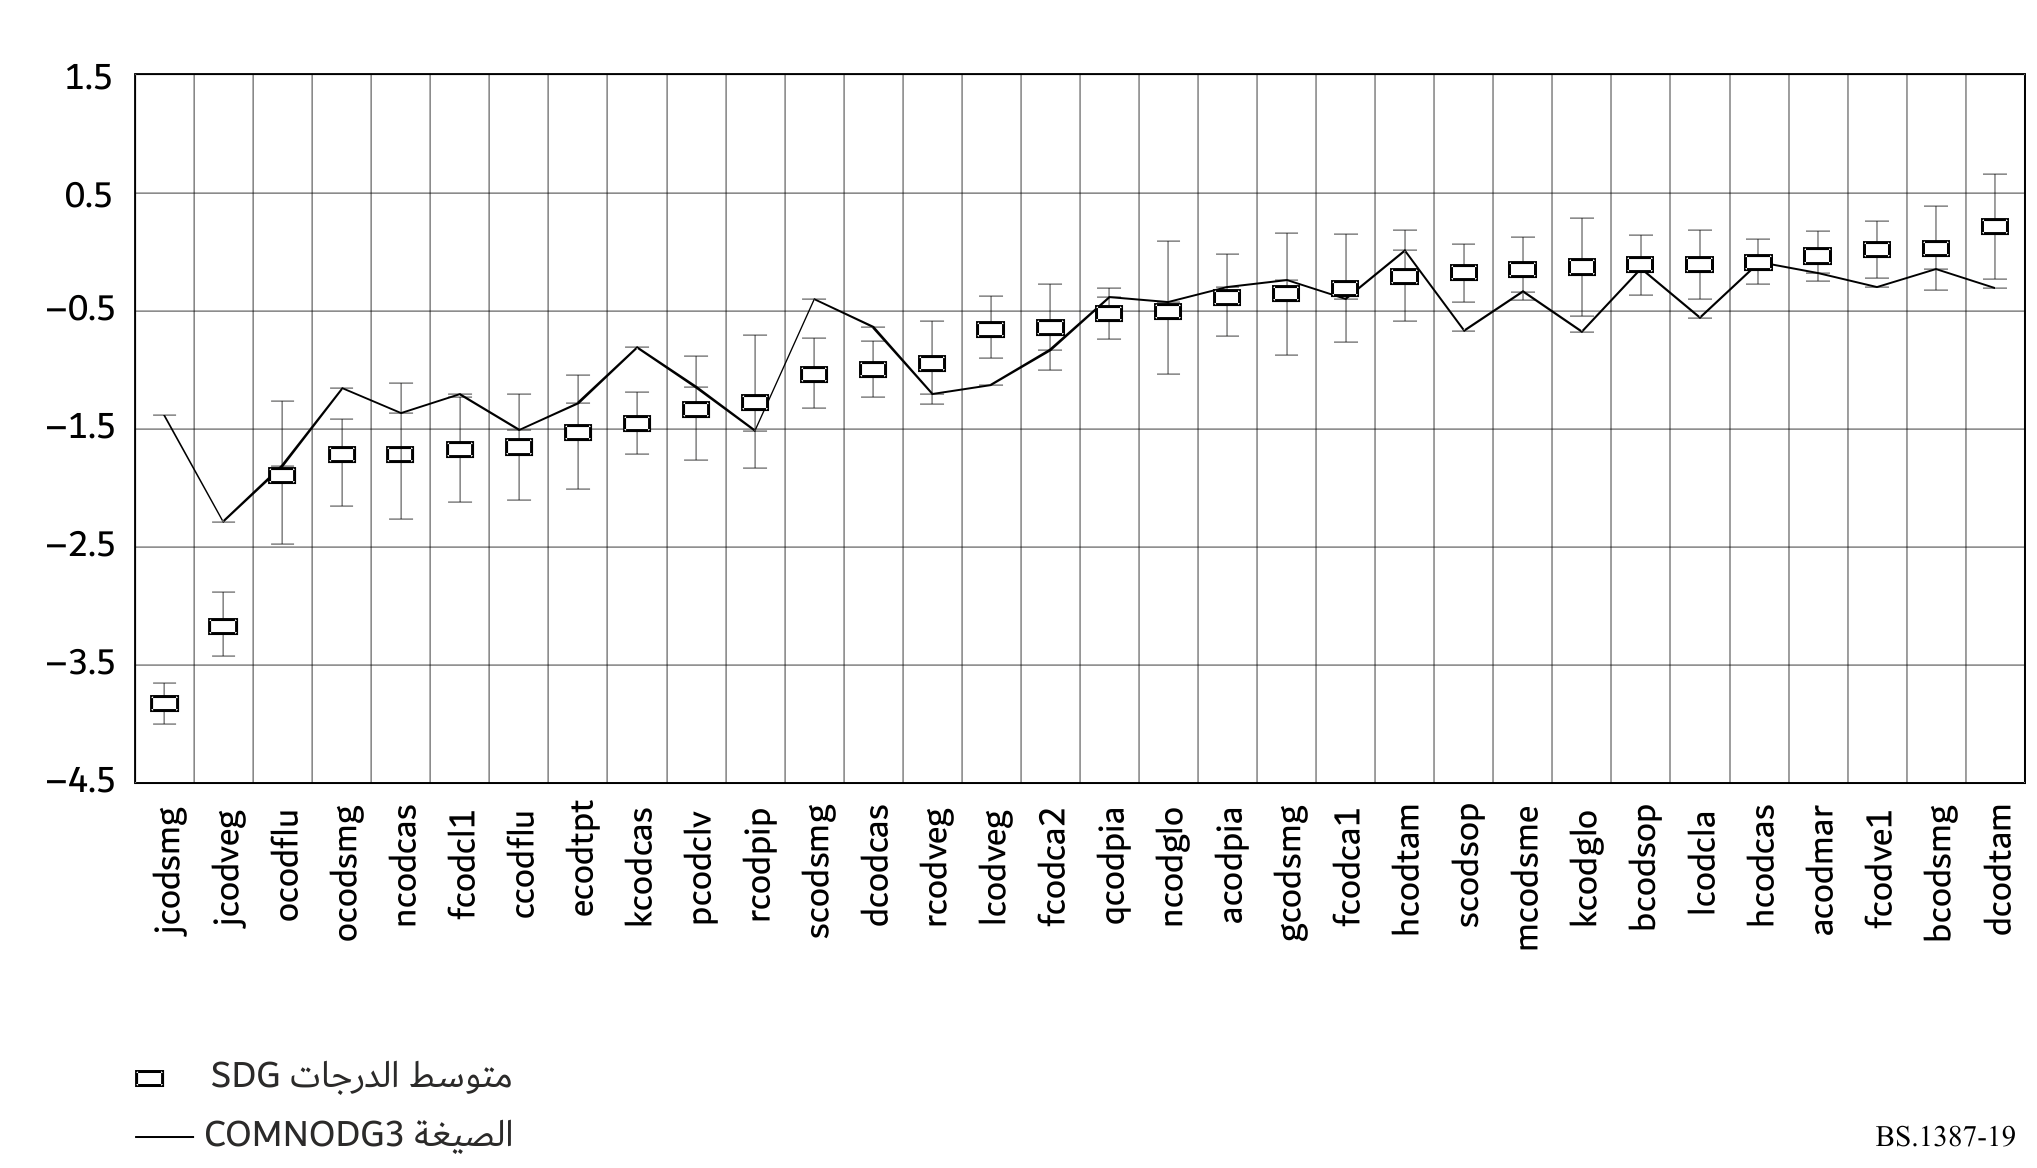 1.5
0.5
−0.5
−1.5
−2.5
−3.5
−4.5
jcodsmg
jcodveg
ocodflu
ocodsmg
ncodcas
fcodcl1
ccodflu
ecodtpt
kcodcas
pcodclv
rcodpip
scodsmg
dcodcas
rcodveg
lcodveg
fcodca2
qcodpia
ncodglo
acodpia
gcodsmg
fcodca1
hcodtam
scodsop
mcodsme
kcodglo
bcodsop
lcodcla
hcodcas
acodmar
fcodve1
bcodsmg
dcodtam
متوسط الدرجات SDG
الصيغة COMNODG3
BS.1387-19